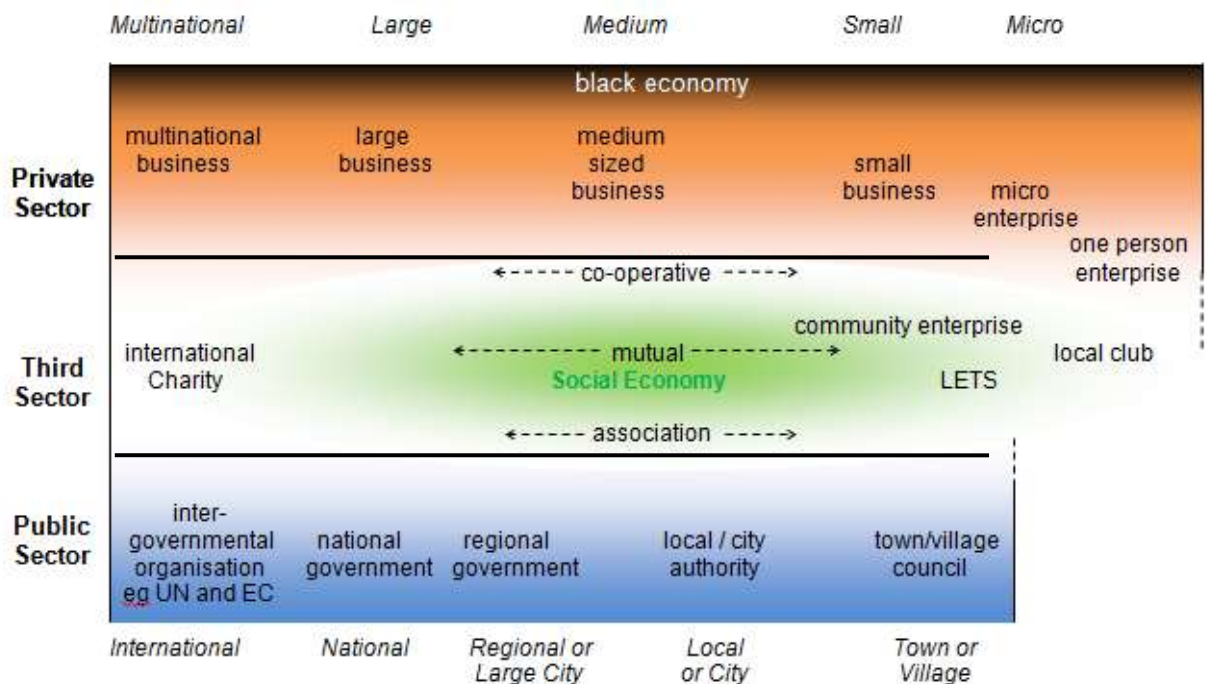 Multinational Large Medium Small Micro
black economy
Private
Sector
multinational
business
large
business
medium
sized
business
small
business
micro
enterprise
one person
enterprise
co-operative
Third
Sector
international
Charity
mutual
Social Economy
community enterprise
LETS
local club
association
Public
Sector
inter-
governmental
organisation
eg UN and EC
national
government
regional
government
local / city
authority
town/village
council
International National Regional or
Large City
Local
or City
Town or
Village